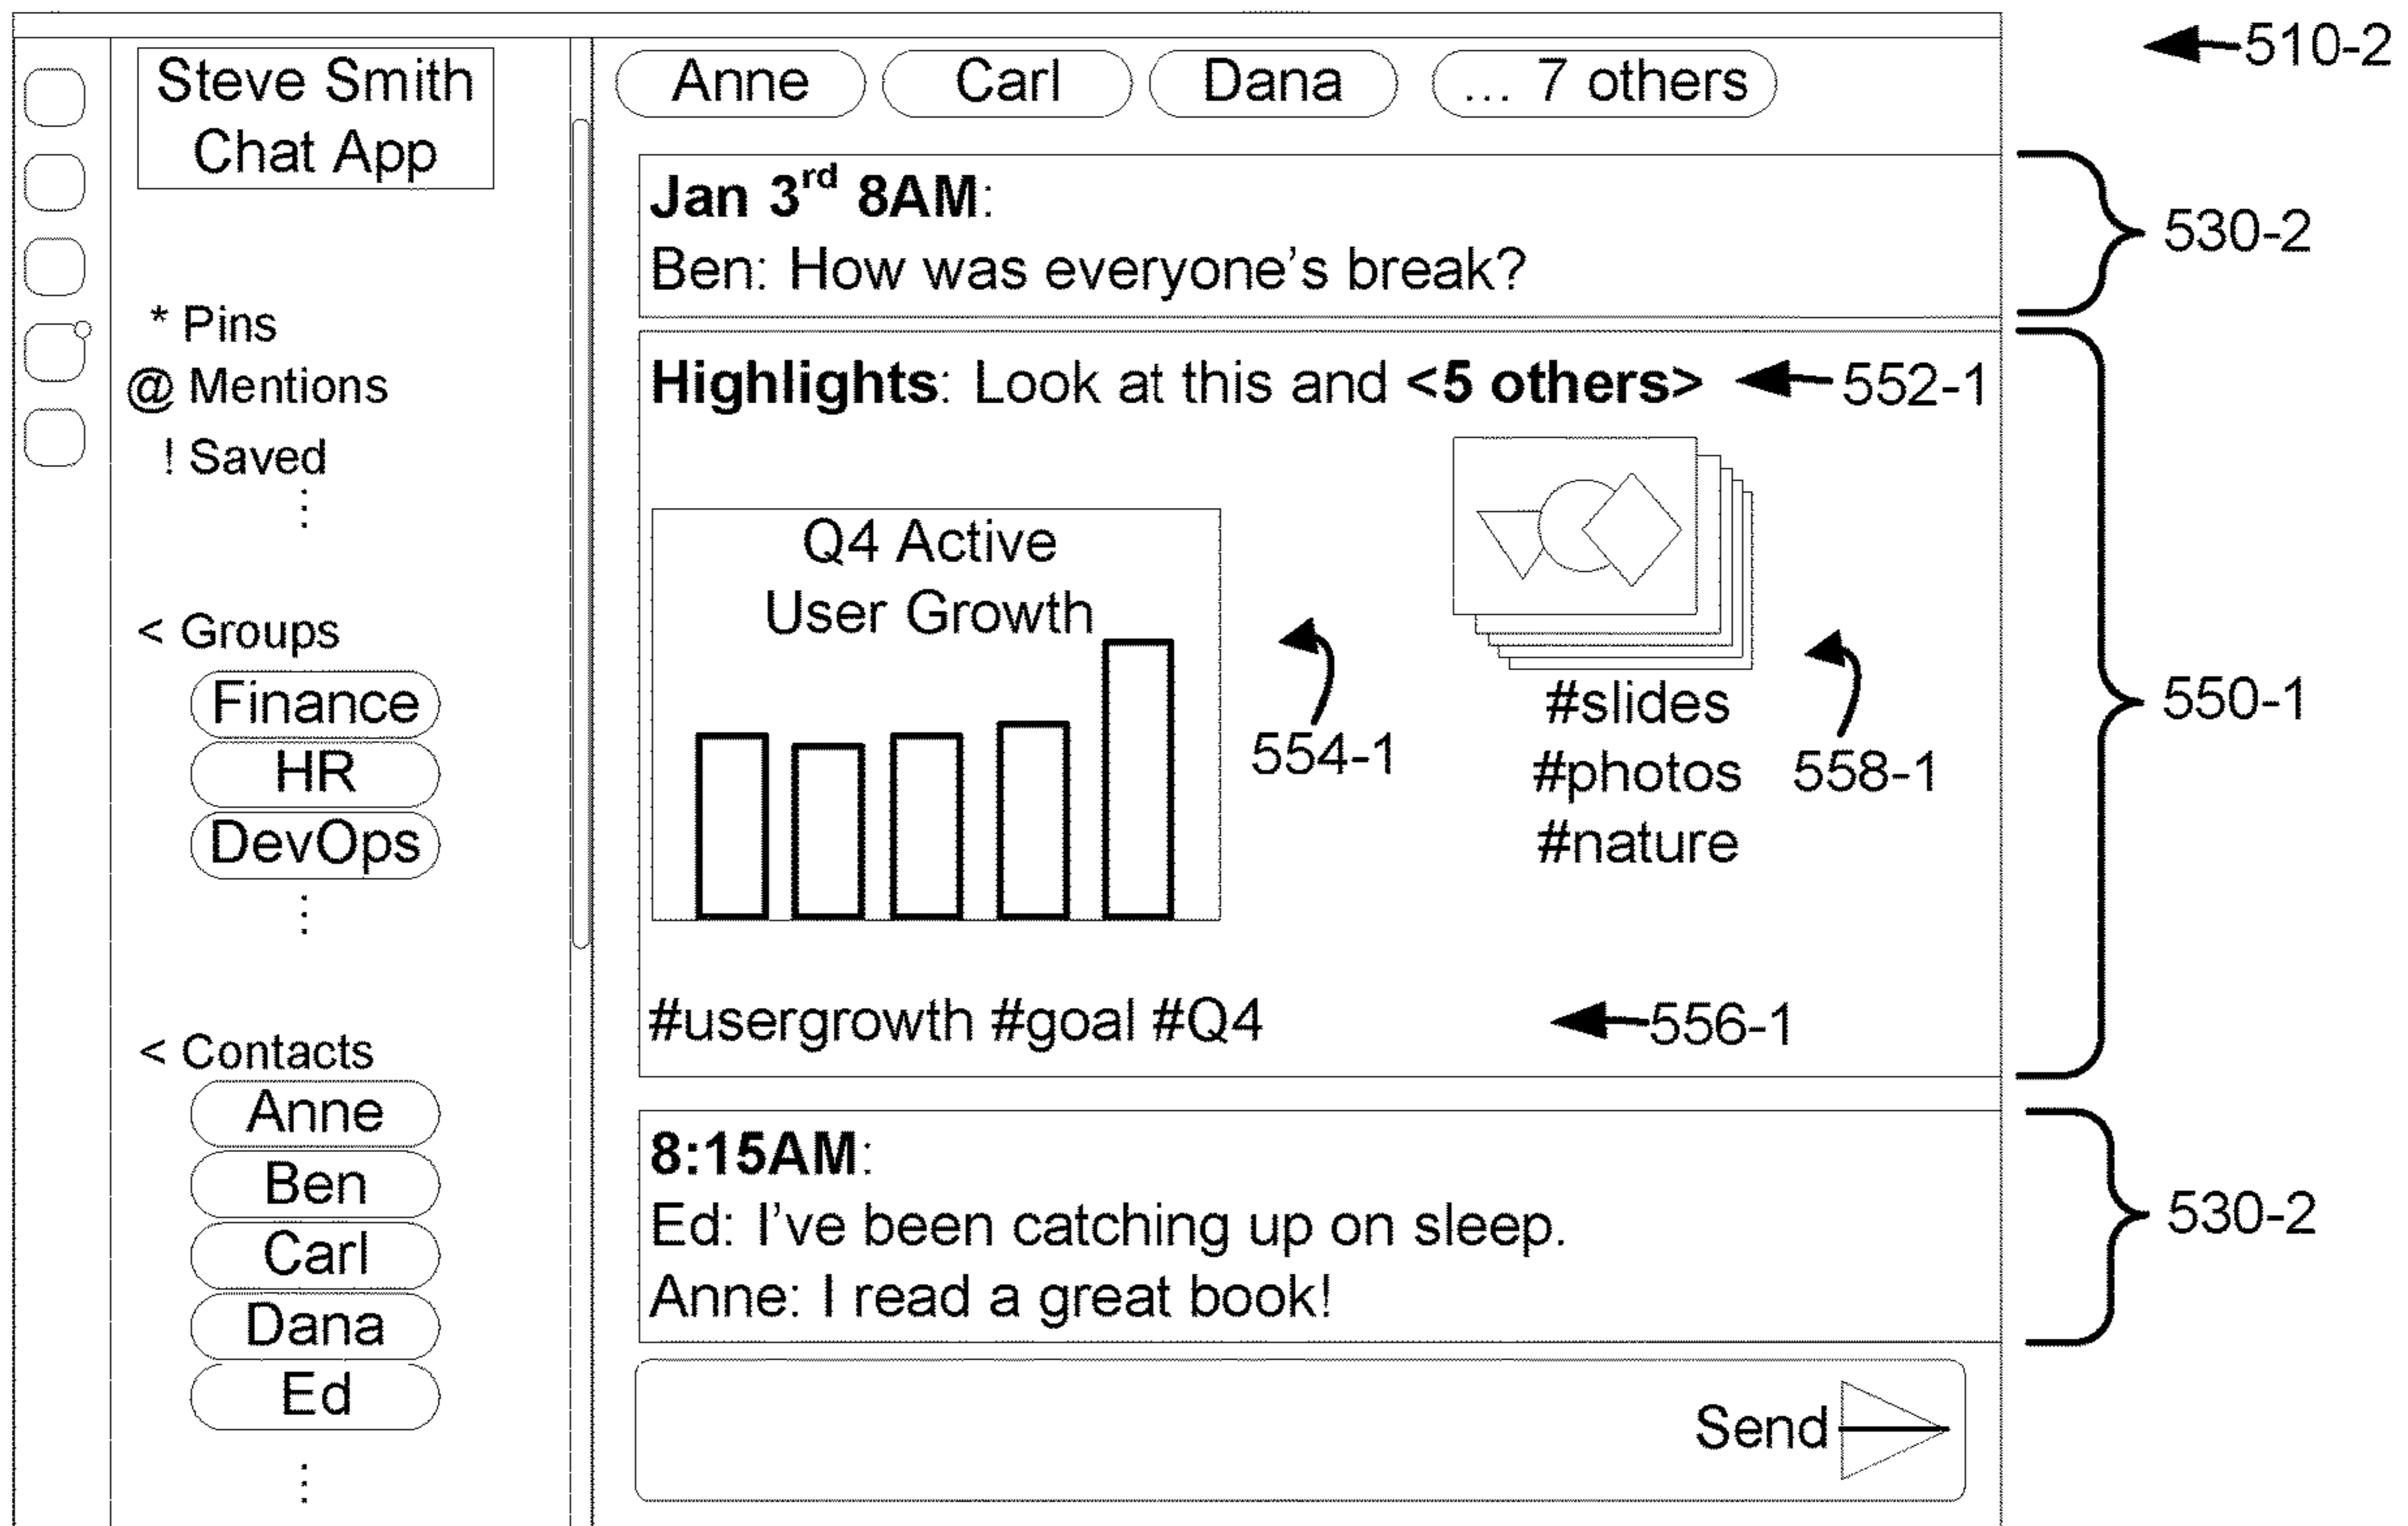 510-2
Steve Smith
Chat App
* Pins
@ Mentions
! Saved
⋮
< Groups
Finance
HR
DevOps
⋮
< Contacts
Anne
Ben
Carl
Dana
Ed
⋮
Anne Carl Dana ... 7 others
Jan 3rd 8AM:
Ben: How was everyone's break?
530-2
Highlights: Look at this and <5 others>
552-1
Q4 Active
User Growth
554-1
#slides
#photos
#nature
558-1
550-1
#usergrowth #goal #Q4
556-1
8:15AM:
Ed: I've been catching up on sleep.
Anne: I read a great book!
530-2
Send